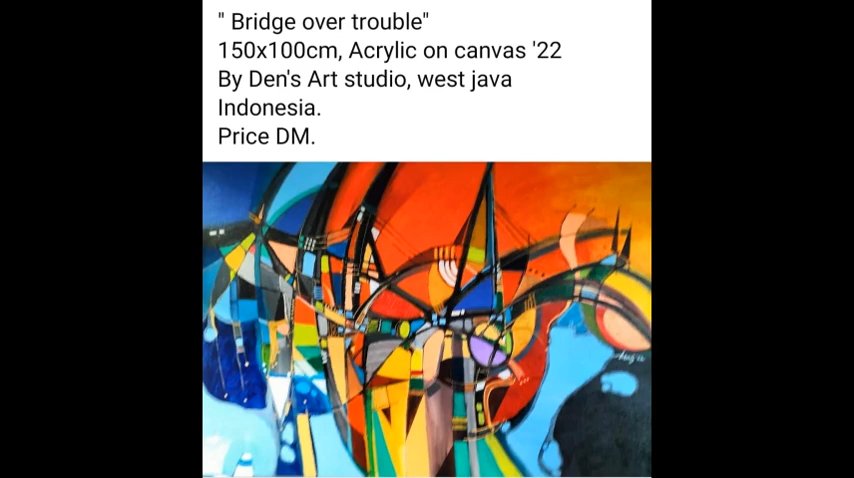 " Bridge over trouble"
150x100cm, Acrylic on canvas '22
By Den's Art studio, west java
Indonesia.
Price DM.